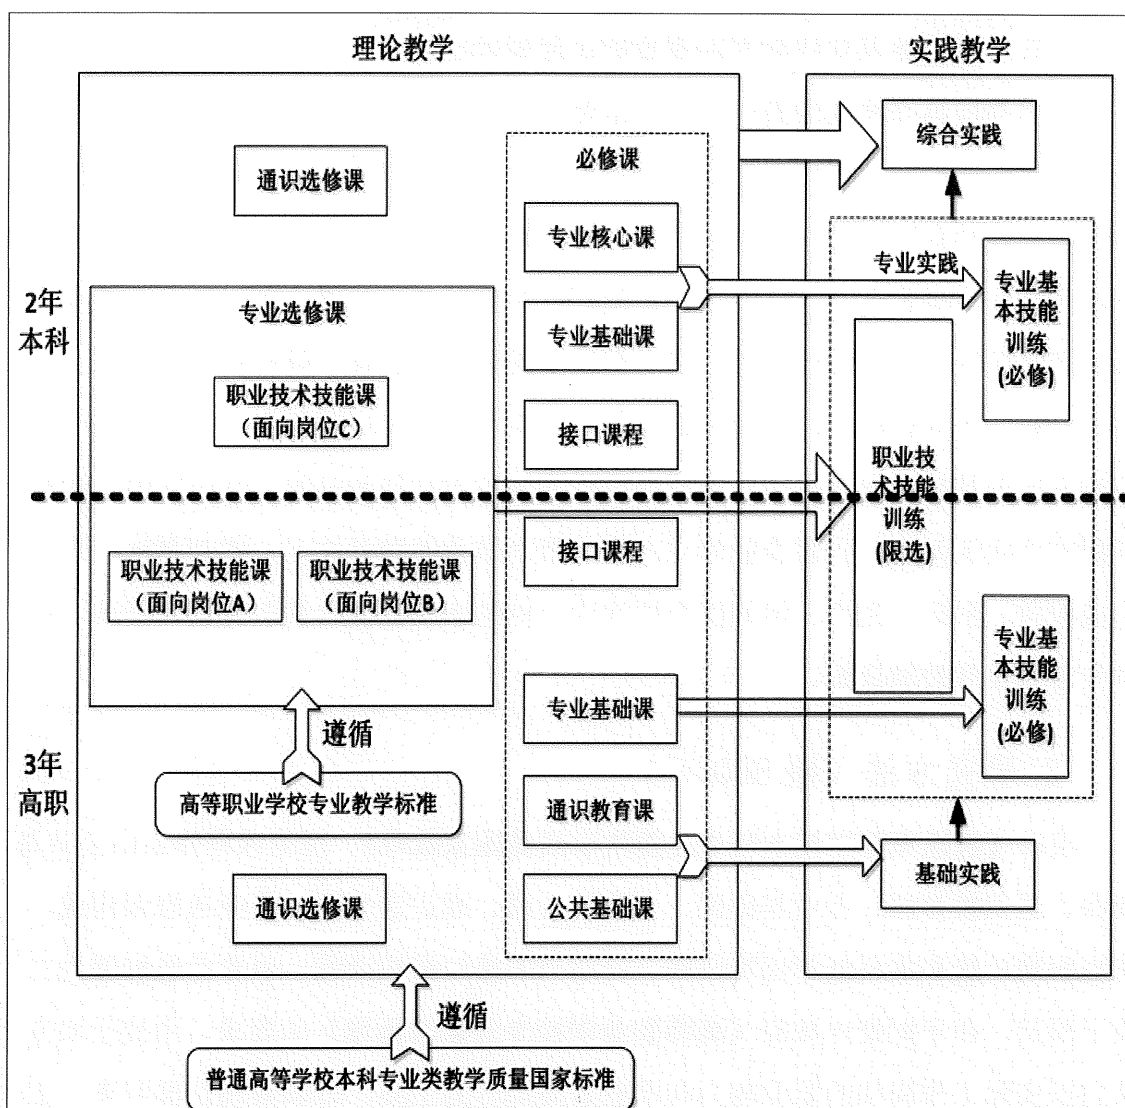 理论教学
实践教学
通识选修课
必修课
综合实践
专业核心课
专业实践
专业基
本技能
训练
(必修)
2年
本科
专业选修课
专业基础课
职业技术技能课
（面向岗位C）
接口课程
职业技
术技能
训练
(限选)
接口课程
职业技术技能课
（面向岗位A）
职业技术技能课
（面向岗位B）
专业基
本技能
训练
(必修)
专业基础课
遵循
3年
高职
高等职业学校专业教学标准
通识教育课
基础实践
通识选修课
公共基础课
遵循
普通高等学校本科专业类教学质量国家标准